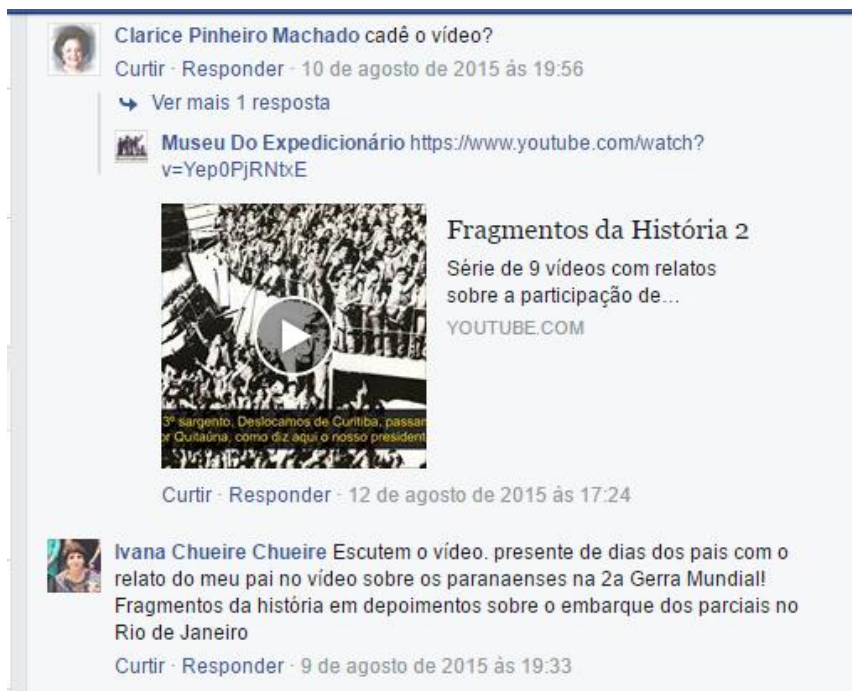 Clarice Pinheiro Machado cadê o vídeo?
Curtir · Responder · 10 de agosto de 2015 às 19:56
Ver mais 1 resposta
Museu Do Expedicionário https://www.youtube.com/watch?
v=Yep0PjRNtxE
Fragmentos da História 2
Série de 9 vídeos com relatos
sobre a participação de...
YOUTUBE.COM
3º sargento, Deslocamos de Curitiba, passan
or Quitaúna, como diz aqui o nosso president
Curtir · Responder · 12 de agosto de 2015 às 17:24
Ivana Chueire Chueire Escutem o vídeo. presente de dias dos pais com o
relato do meu pai no vídeo sobre os paranaenses na 2a Gerra Mundial!
Fragmentos da história em depoimentos sobre o embarque dos parciais no
Rio de Janeiro
Curtir · Responder · 9 de agosto de 2015 às 19:33